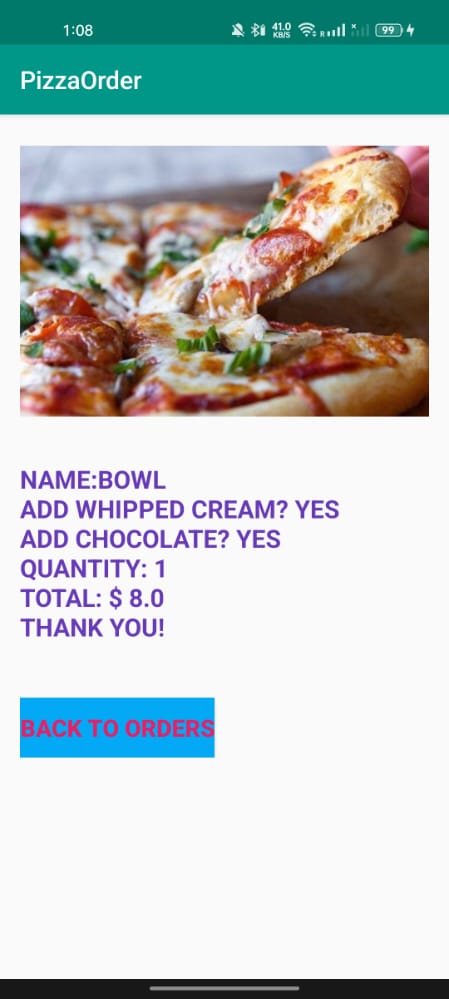 1:08
41.0
KB/S
R
99
PizzaOrder
NAME:BOWL
ADD WHIPPED CREAM? YES
ADD CHOCOLATE? YES
QUANTITY: 1
TOTAL: $ 8.0
THANK YOU!
BACK TO ORDERS